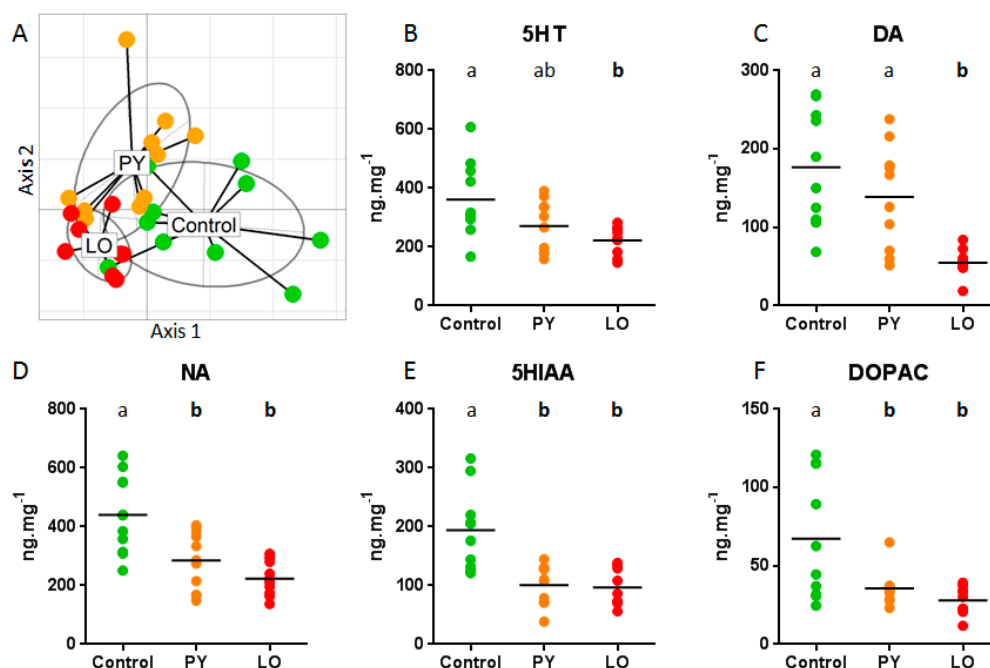 A
Axis 2
PY
Control
LO
Axis 1
B
5HT
a ab b
ng.mg-1
800
600
400
200
0
Control PY LO
C
DA
a a b
ng.mg-1
300
200
100
0
Control PY LO
D
NA
a b b
ng.mg-1
800
600
400
200
0
Control PY LO
E
5HIAA
a b b
ng.mg-1
400
300
200
100
0
Control PY LO
F
DOPAC
a b b
ng.mg-1
150
100
50
0
Control PY LO